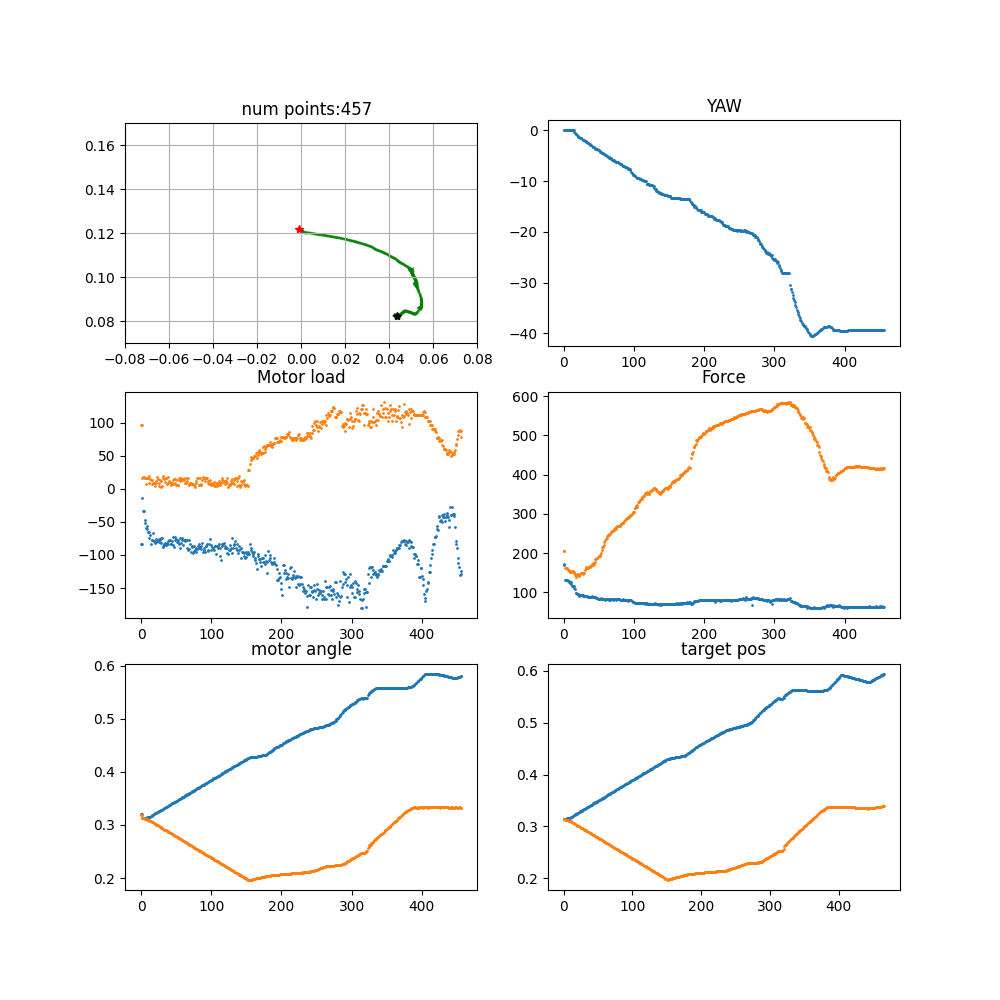 num points:457
YAW
0.16
0.14
0.12
0.10
0.08
−0.08 −0.06 −0.04 −0.02 0.00 0.02 0.04 0.06 0.08
0
−10
−20
−30
−40
0 100 200 300 400
Motor load
Force
100
50
0
−50
−100
−150
0 100 200 300 400
600
500
400
300
200
100
0 100 200 300 400
motor angle
target pos
0.6
0.5
0.4
0.3
0.2
0 100 200 300 400
0.6
0.5
0.4
0.3
0.2
0 100 200 300 400